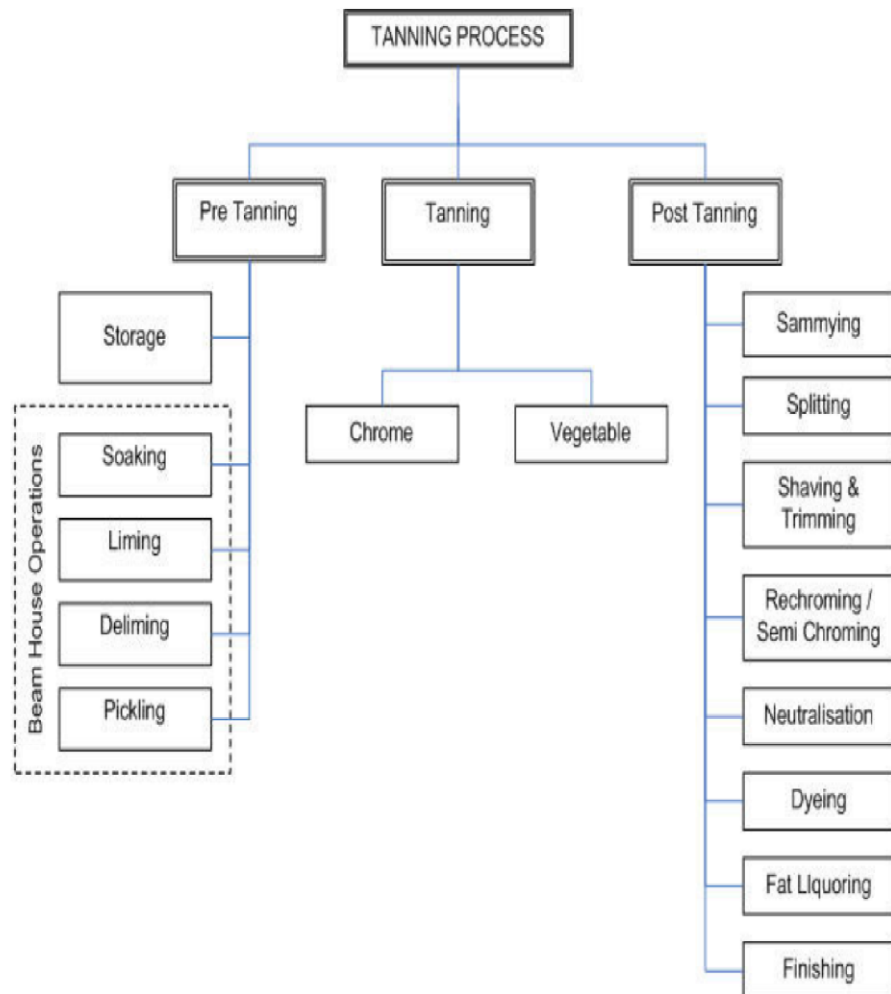 TANNING PROCESS
Pre Tanning
Tanning
Post Tanning
Storage
Beam House Operations
Soaking
Liming
Deliming
Pickling
Chrome
Vegetable
Sammying
Splitting
Shaving &
Trimming
Rechroming /
Semi Chroming
Neutralisation
Dyeing
Fat LIquoring
Finishing